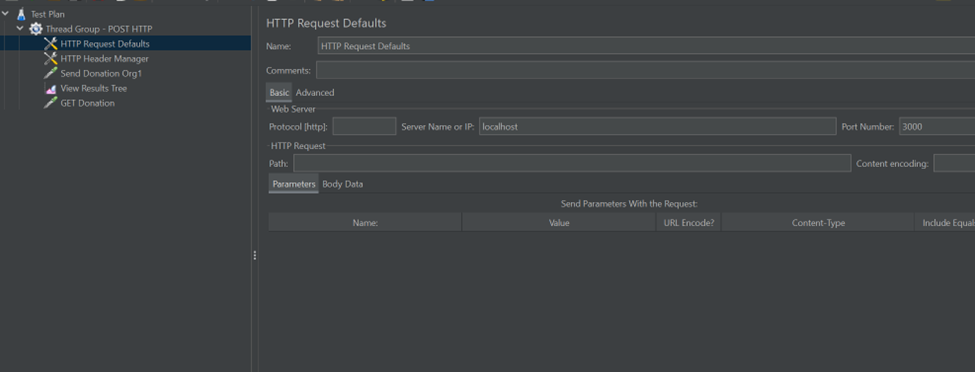 Test Plan
Thread Group - POST HTTP
HTTP Request Defaults
HTTP Header Manager
Send Donation Org1
View Results Tree
GET Donation
HTTP Request Defaults
Name: HTTP Request Defaults
Comments:
Basic Advanced
Web Server
Protocol [http]: Server Name or IP: localhost Port Number: 3000
HTTP Request
Path: Content encoding:
Parameters Body Data
Send Parameters With the Request:
Name: Value URL Encode? Content-Type Include Equal